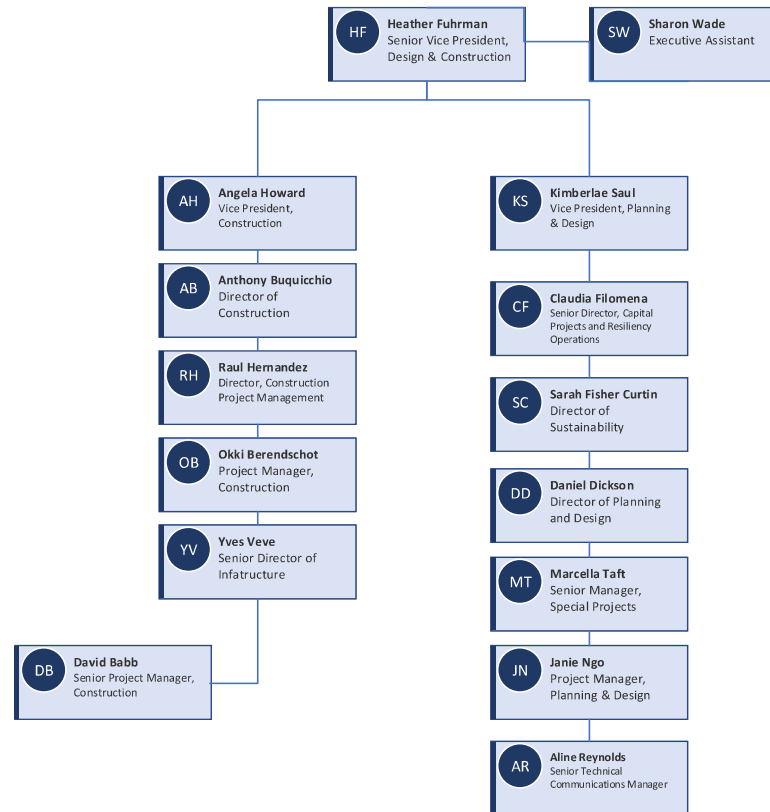 HF
Heather Fuhrman
Senior Vice President,
Design & Construction
SW
Sharon Wade
Executive Assistant
AH
Angela Howard
Vice President,
Construction
AB
Anthony Buquicchio
Director of
Construction
RH
Raul Hernandez
Director, Construction
Project Management
OB
Okki Berendschot
Project Manager,
Construction
YV
Yves Veve
Senior Director of
Infatructure
DB
David Babb
Senior Project Manager,
Construction
KS
Kimberlae Saul
Vice President, Planning
& Design
CF
Claudia Filomena
Senior Director, Capital
Projects and Resiliency
Operations
SC
Sarah Fisher Curtin
Director of
Sustainability
DD
Daniel Dickson
Director of Planning
and Design
MT
Marcella Taft
Senior Manager,
Special Projects
JN
Janie Ngo
Project Manager,
Planning & Design
AR
Aline Reynolds
Senior Technical
Communications Manager